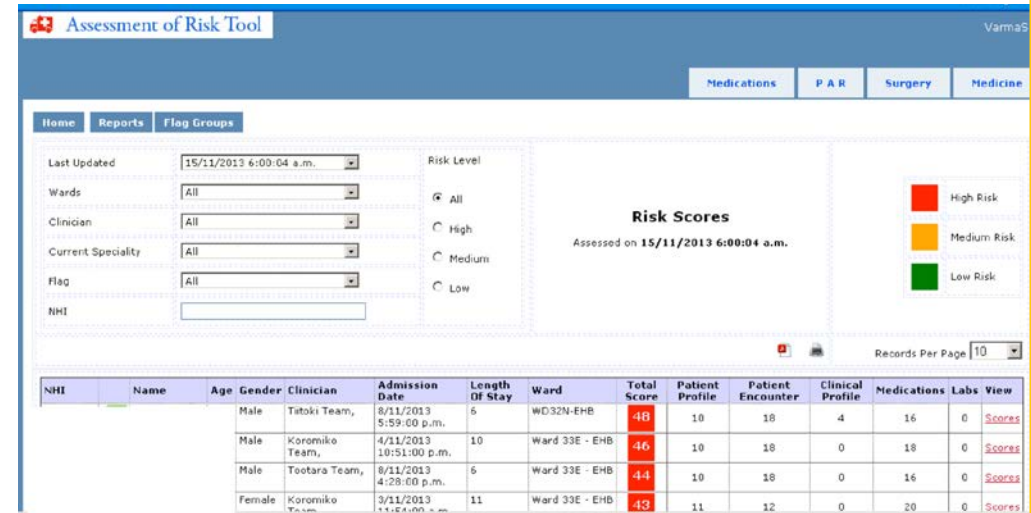 Assessment of Risk Tool
VarmaS
Medications P A R Surgery Medicine
Home Reports Flag Groups
Last Updated 15/11/2013 6:00:04 a.m.
Wards All
Clinician All
Current Speciality All
Flag All
NHI
Risk Level
All
High
Medium
Low
Risk Scores
Assessed on 15/11/2013 6:00:04 a.m.
High Risk
Medium Risk
Low Risk
Records Per Page 10
NHI Name Age Gender Clinician Admission Date Length Of Stay Ward Total Score Patient Profile Patient Encounter Clinical Profile Medications Labs View
Male Tiitoki Team, 8/11/2013 5:59:00 p.m. 6 WD32N-EHB 48 10 18 4 16 0 Scores
Male Koromiko Team, 4/11/2013 10:51:00 p.m. 10 Ward 33E - EHB 46 10 18 0 18 0 Scores
Male Tootara Team, 8/11/2013 4:28:00 p.m. 6 Ward 33E - EHB 44 10 18 0 16 0 Scores
Female Koromiko 3/11/2013 11 Ward 33E - EHB 43 11 12 0 20 0 Scores